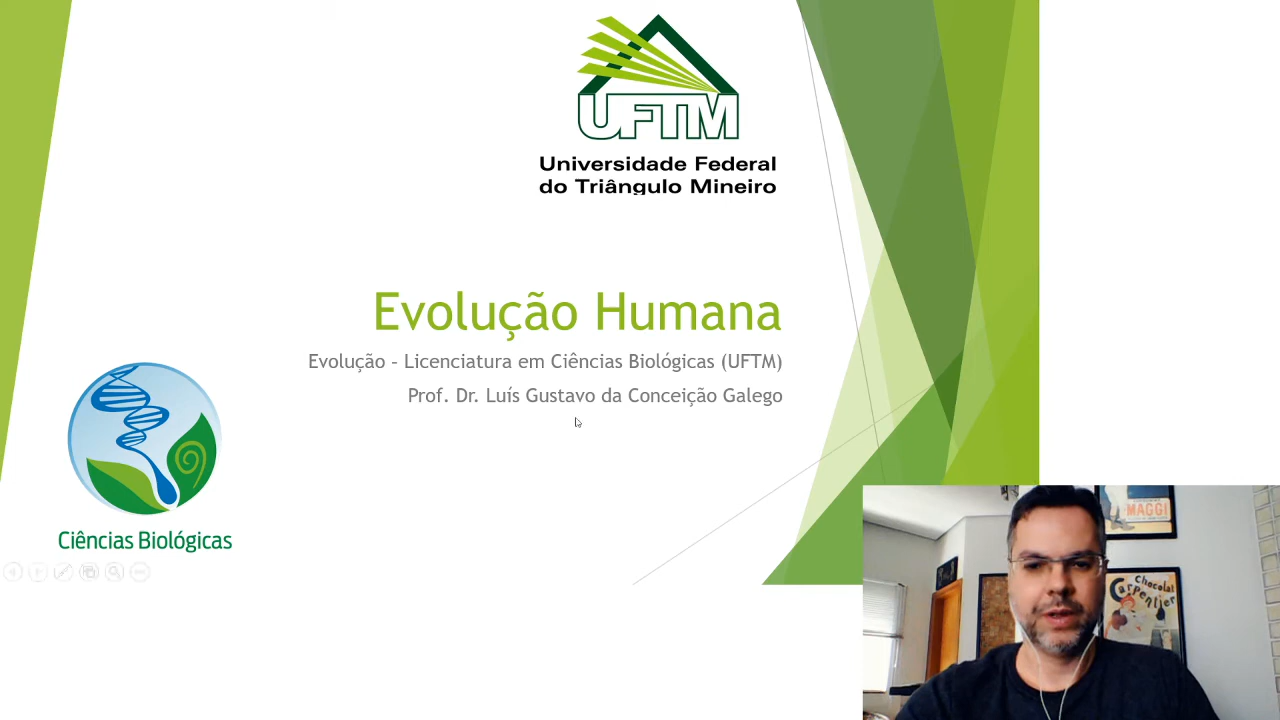 UFTM
Universidade Federal
do Triângulo Mineiro
Evolução Humana
Evolução - Licenciatura em Ciências Biológicas (UFTM)
Prof. Dr. Luís Gustavo da Conceição Galego
Ciências Biológicas
MAGGI
Chocolat
Carpentier